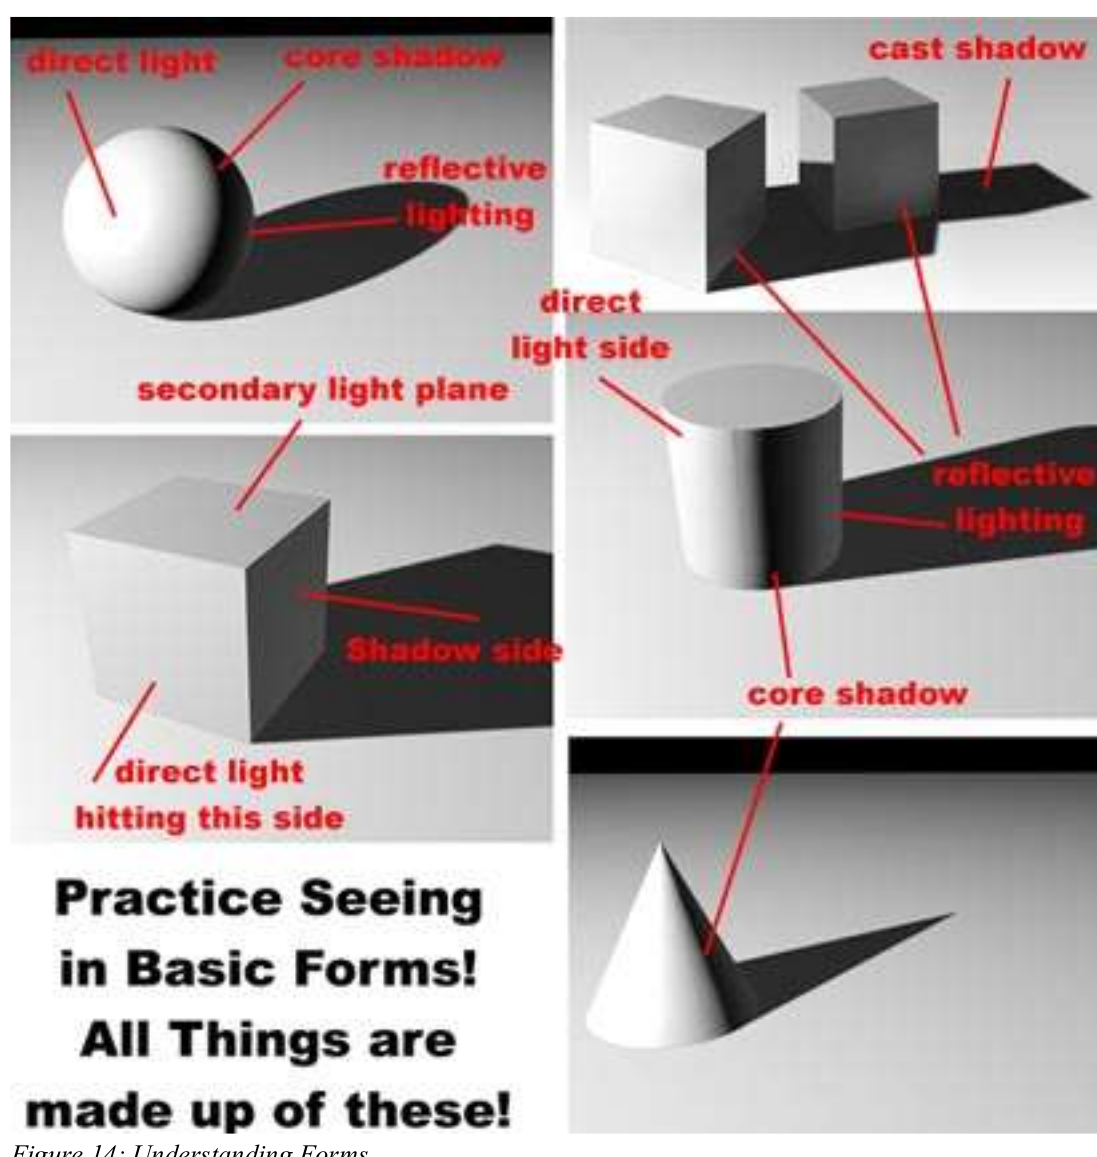 direct light
core shadow
reflective
lighting
cast shadow
direct
light side
secondary light plane
reflective
lighting
Shadow side
core shadow
direct light
hitting this side
Practice Seeing
in Basic Forms!
All Things are
made up of these!
Figure 14: Understanding Forms